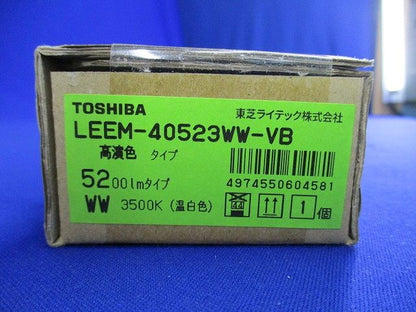 TOSHIBA 東芝ライテック株式会社
LEEM-40523WW-VB
高演色 タイプ
5200lmタイプ
4974550604581
WW 3500K (温白色)
44
1個